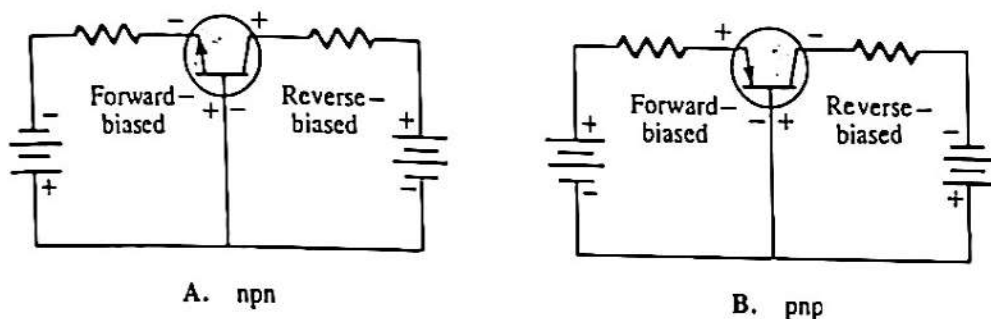 - +
+ -
Forward-
biased
+ -
Reverse-
biased
-
+
+
-
A. npn
Forward-
biased
- +
Reverse-
biased
+
-
-
+
B. pnp